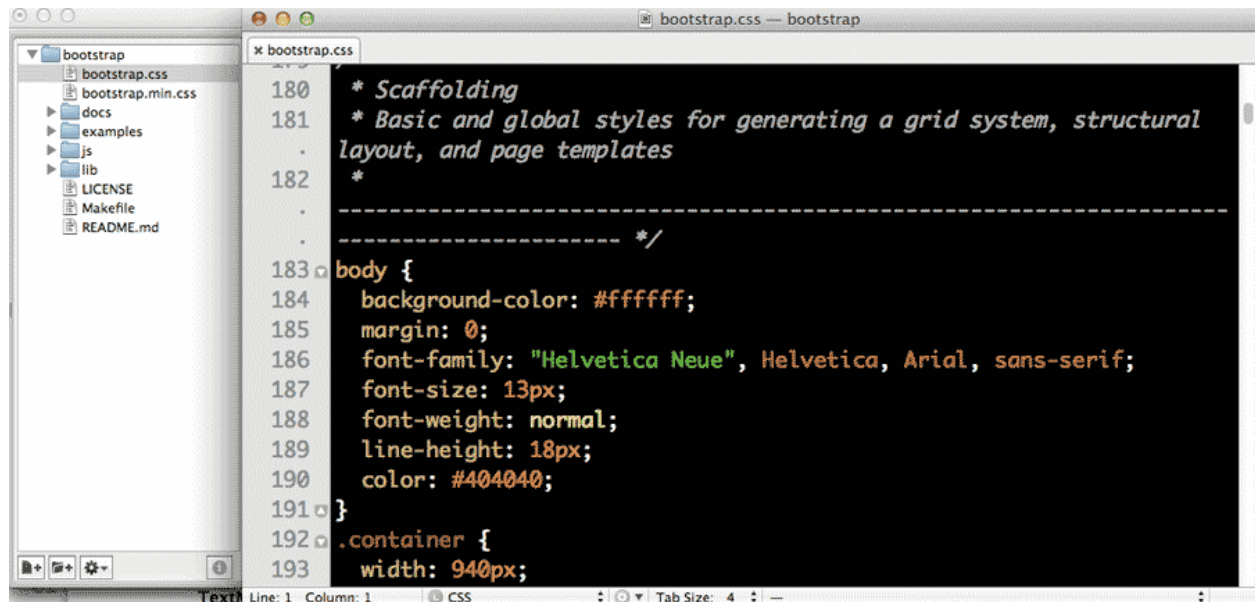 bootstrap.css — bootstrap
bootstrap
bootstrap.css
bootstrap.min.css
docs
examples
js
lib
LICENSE
Makefile
README.md
× bootstrap.css
180 * Scaffolding
181 * Basic and global styles for generating a grid system, structural
· layout, and page templates
182 *
· ---------------------------------------------------------------------
· ---------------------- */
183 body {
184 background-color: #ffffff;
185 margin: 0;
186 font-family: "Helvetica Neue", Helvetica, Arial, sans-serif;
187 font-size: 13px;
188 font-weight: normal;
189 line-height: 18px;
190 color: #404040;
191 }
192 .container {
193 width: 940px;
Line: 1 Column: 1 CSS Tab Size: 4 —